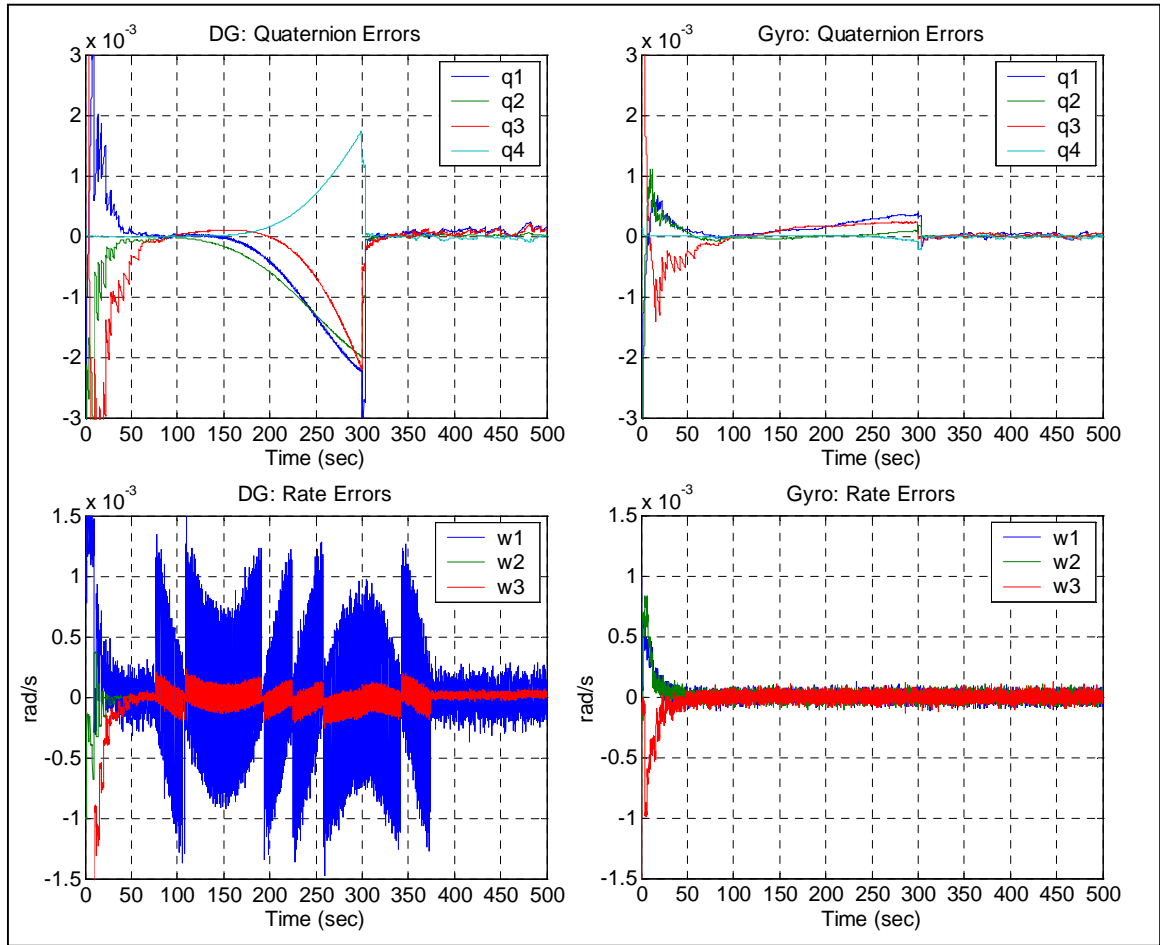 DG: Quaternion Errors
x 10^-3
3
2
1
0
-1
-2
-3
q1
q2
q3
q4
0 50 100 150 200 250 300 350 400 450 500
Time (sec)
Gyro: Quaternion Errors
x 10^-3
3
2
1
0
-1
-2
-3
q1
q2
q3
q4
0 50 100 150 200 250 300 350 400 450 500
Time (sec)
DG: Rate Errors
x 10^-3
1.5
1
0.5
0
-0.5
-1
-1.5
rad/s
w1
w2
w3
0 50 100 150 200 250 300 350 400 450 500
Time (sec)
Gyro: Rate Errors
x 10^-3
1.5
1
0.5
0
-0.5
-1
-1.5
rad/s
w1
w2
w3
0 50 100 150 200 250 300 350 400 450 500
Time (sec)